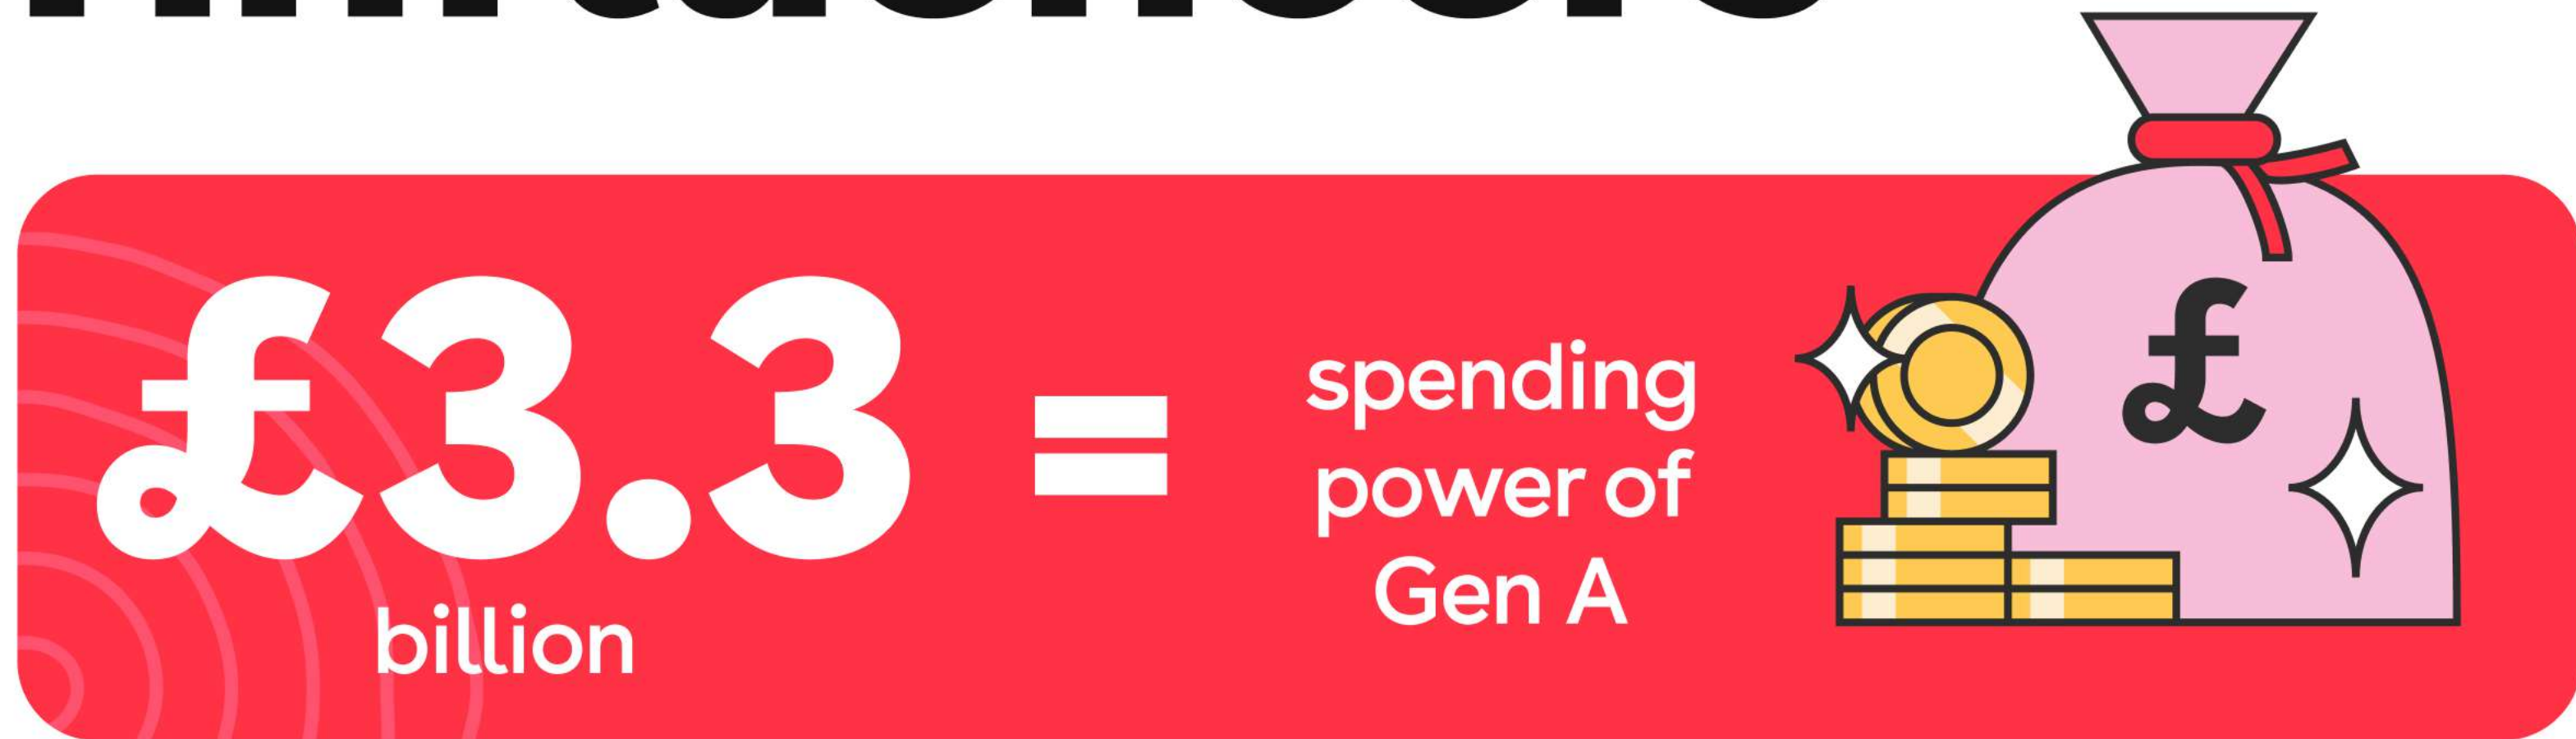 £3.3
billion
=
spending
power of
Gen A
£